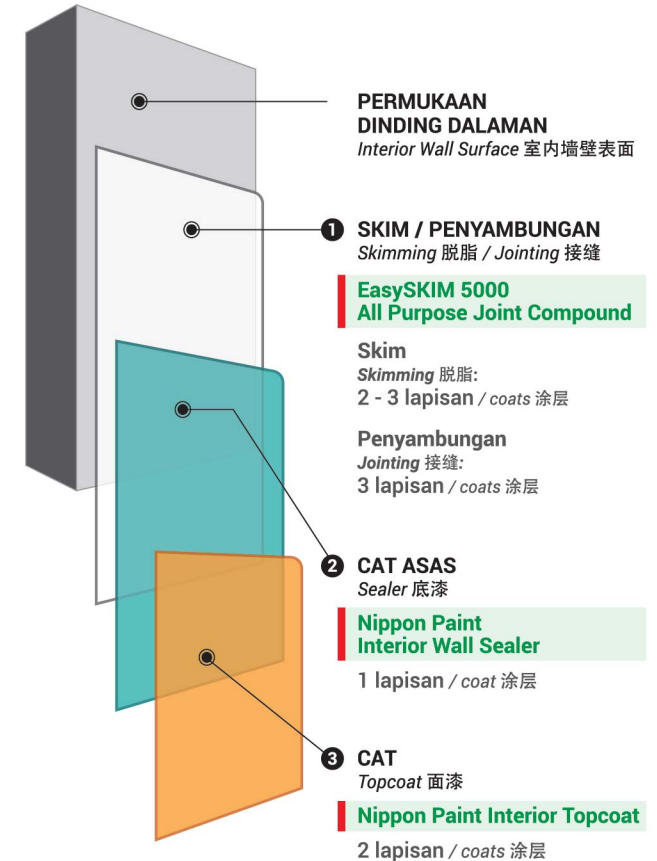 PERMUKAAN
DINDING DALAMAN
Interior Wall Surface 室内墙壁表面
1 SKIM / PENYAMBUNGAN
Skimming 脱脂 / Jointing 接缝
EasySKIM 5000
All Purpose Joint Compound
Skim
Skimming 脱脂:
2 - 3 lapisan / coats 涂层
Penyambungan
Jointing 接缝:
3 lapisan / coats 涂层
2 CAT ASAS
Sealer 底漆
Nippon Paint
Interior Wall Sealer
1 lapisan / coat 涂层
3 CAT
Topcoat 面漆
Nippon Paint Interior Topcoat
2 lapisan / coats 涂层